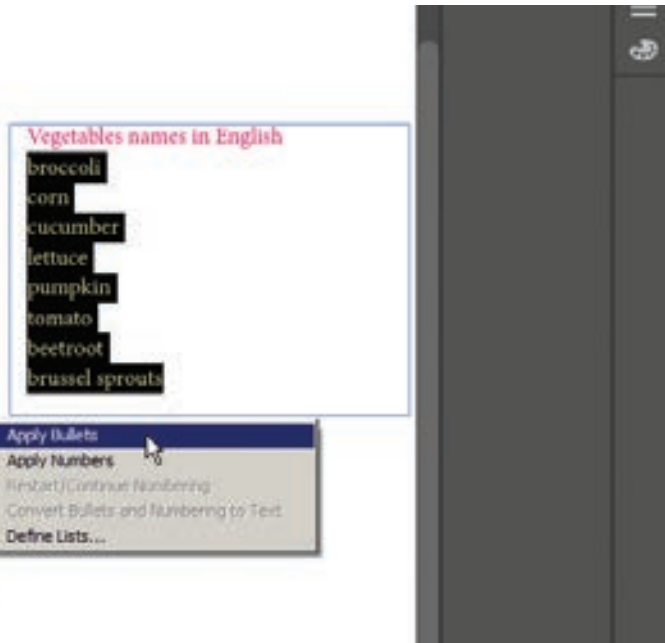 Vegetables names in English
broccoli
corn
cucumber
lettuce
pumpkin
tomato
beetroot
brussel sprouts
Apply Bullets
Apply Numbers
Restart/Continue Numbering
Convert Bullets and Numbering to Text
Define Lists...